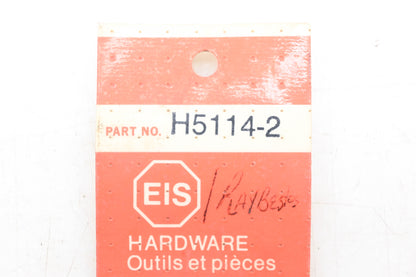 PART NO. H5114-2
EIS / RAYBestos
HARDWARE
Outils et pièces